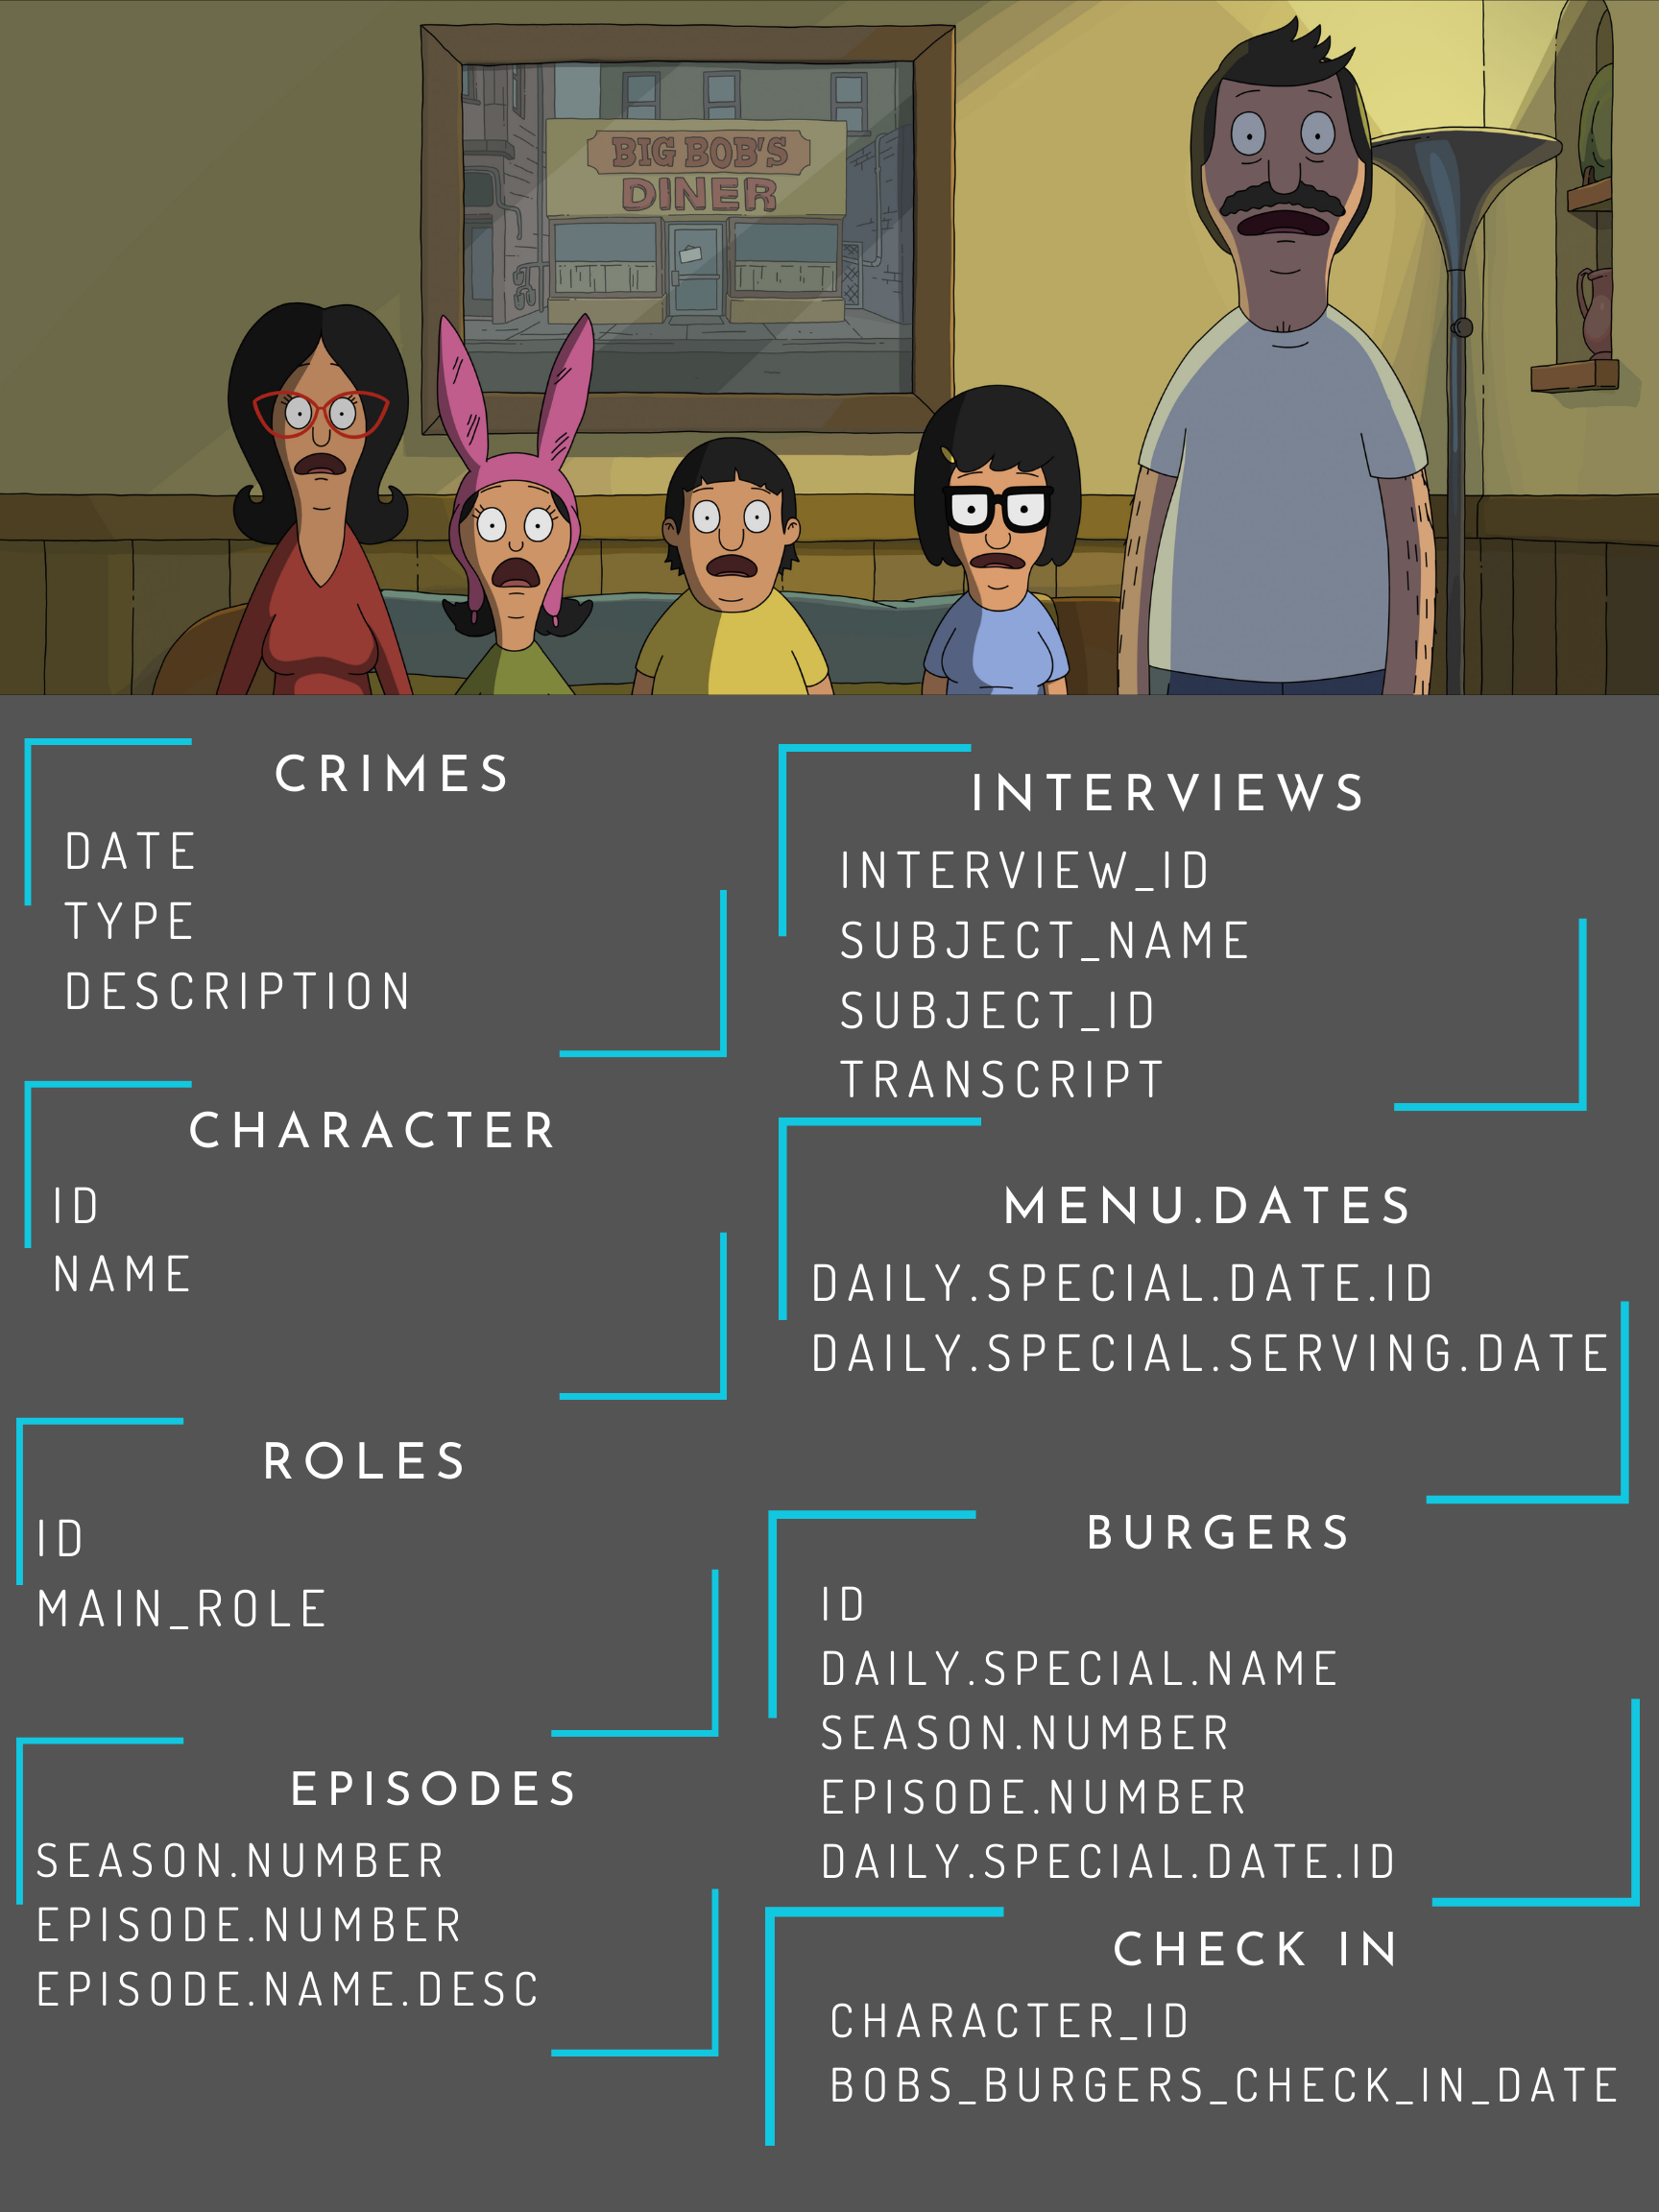 BIG BOB'S
DINER
CRIMES
DATE
TYPE
DESCRIPTION
CHARACTER
ID
NAME
ROLES
ID
MAIN_ROLE
EPISODES
SEASON.NUMBER
EPISODE.NUMBER
EPISODE.NAME.DESC
INTERVIEWS
INTERVIEW_ID
SUBJECT_NAME
SUBJECT_ID
TRANSCRIPT
MENU.DATES
DAILY.SPECIAL.DATE.ID
DAILY.SPECIAL.SERVING.DATE
BURGERS
ID
DAILY.SPECIAL.NAME
SEASON.NUMBER
EPISODE.NUMBER
DAILY.SPECIAL.DATE.ID
CHECK IN
CHARACTER_ID
BOBS_BURGERS_CHECK_IN_DATE